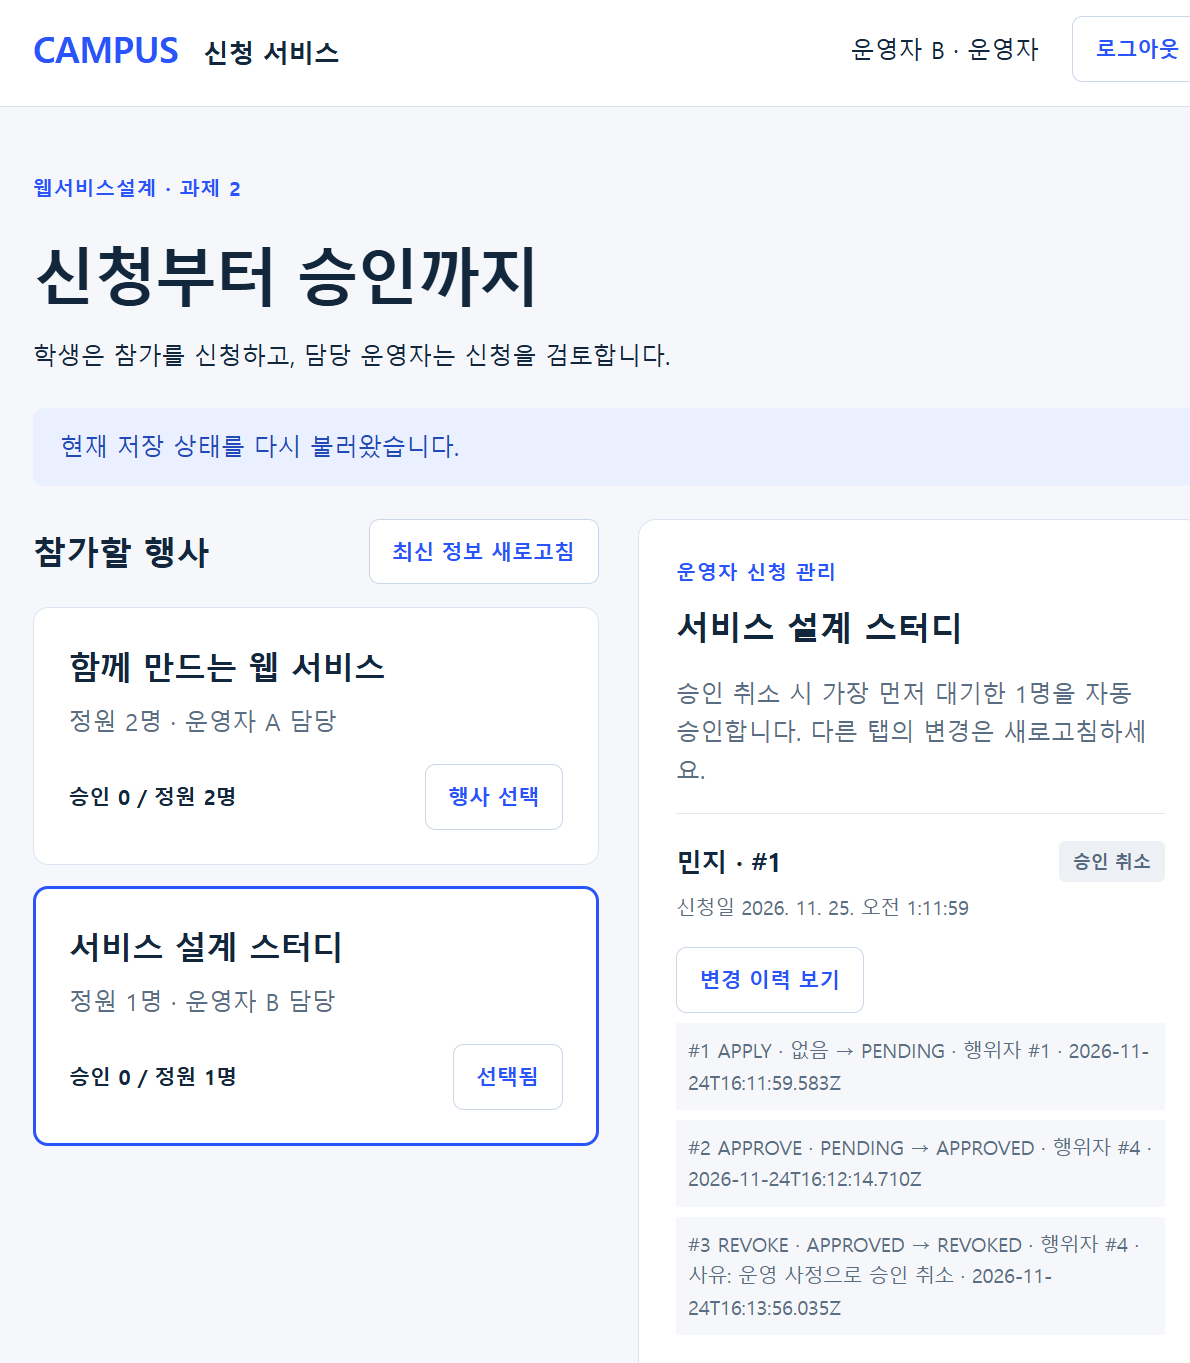 CAMPUS 신청 서비스
운영자 B · 운영자
로그아웃
웹서비스설계 · 과제 2
신청부터 승인까지
학생은 참가를 신청하고, 담당 운영자는 신청을 검토합니다.
현재 저장 상태를 다시 불러왔습니다.
참가할 행사
최신 정보 새로고침
함께 만드는 웹 서비스
정원 2명 · 운영자 A 담당
승인 0 / 정원 2명
행사 선택
서비스 설계 스터디
정원 1명 · 운영자 B 담당
승인 0 / 정원 1명
선택됨
운영자 신청 관리
서비스 설계 스터디
승인 취소 시 가장 먼저 대기한 1명을 자동
승인합니다. 다른 탭의 변경은 새로고침하세
요.
민지 · #1
승인 취소
신청일 2026. 11. 25. 오전 1:11:59
변경 이력 보기
#1 APPLY · 없음 → PENDING · 행위자 #1 · 2026-11-
24T16:11:59.583Z
#2 APPROVE · PENDING → APPROVED · 행위자 #4 ·
2026-11-24T16:12:14.710Z
#3 REVOKE · APPROVED → REVOKED · 행위자 #4 ·
사유: 운영 사정으로 승인 취소 · 2026-11-
24T16:13:56.035Z